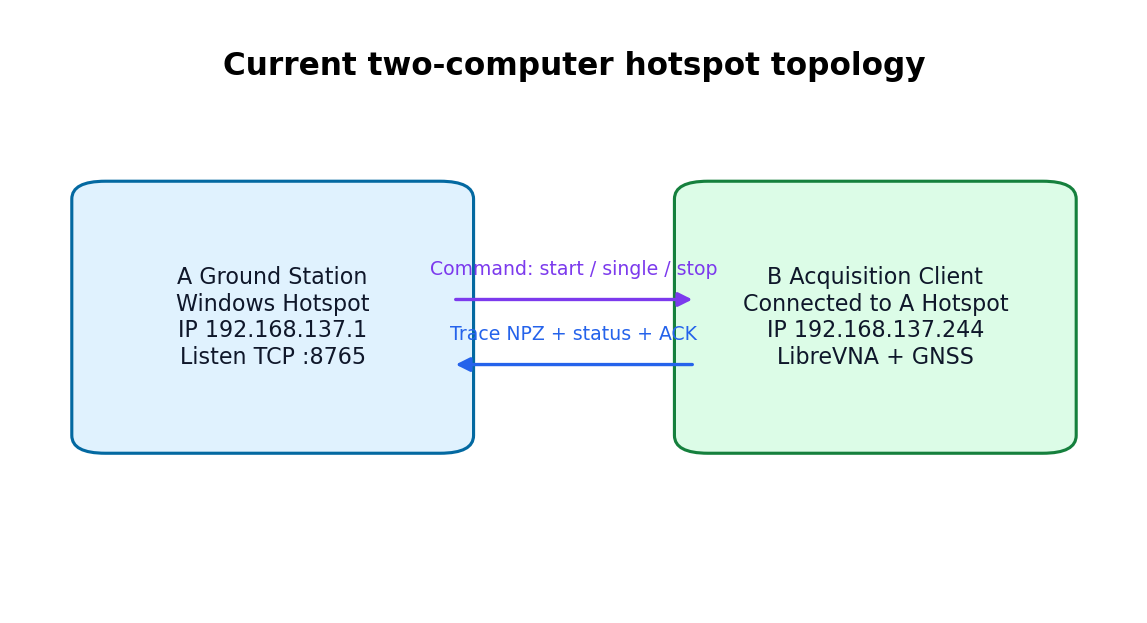 Current two-computer hotspot topology
A Ground Station
Windows Hotspot
IP 192.168.137.1
Listen TCP :8765
Command: start / single / stop
Trace NPZ + status + ACK
B Acquisition Client
Connected to A Hotspot
IP 192.168.137.244
LibreVNA + GNSS